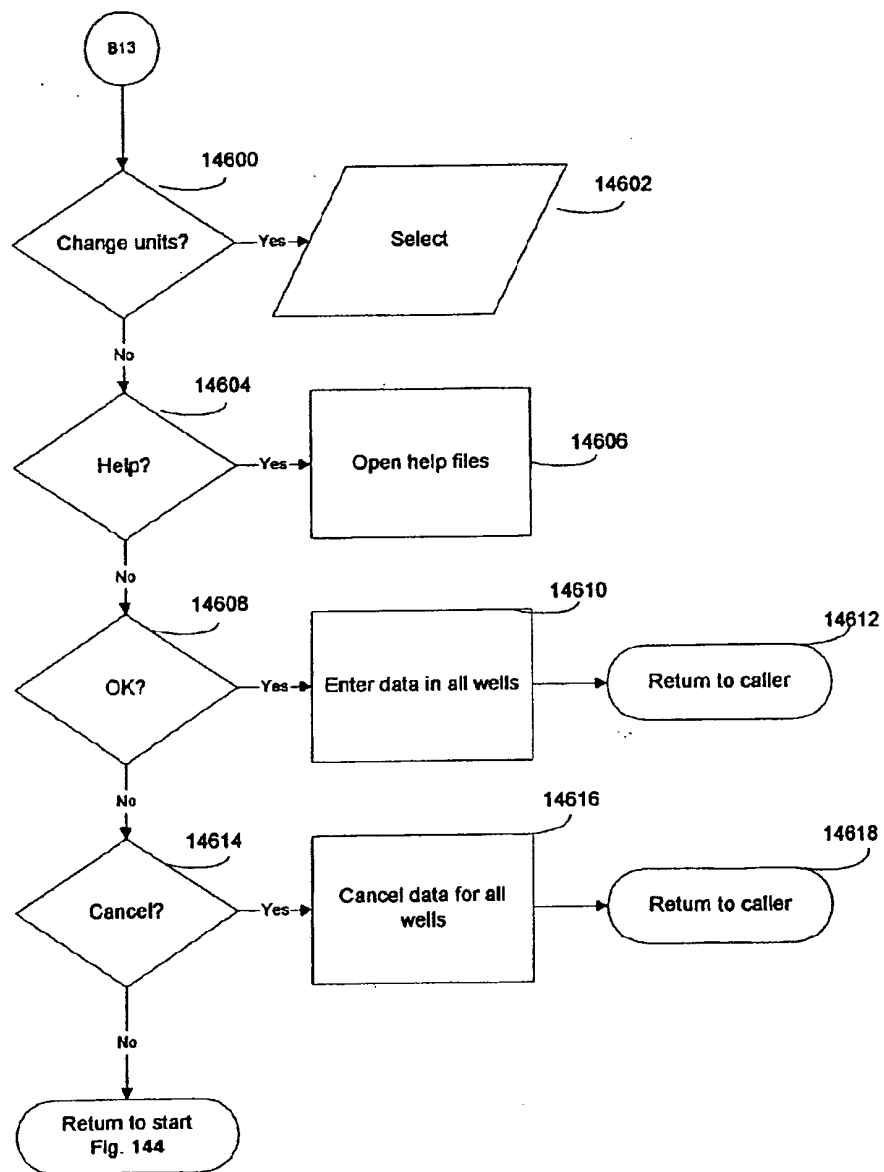 B13
14600
14602
Change units?
Yes
Select
No
14604
14606
Help?
Yes
Open help files
No
14608
14610
14612
OK?
Yes
Enter data in all wells
Return to caller
No
14614
14616
14618
Cancel?
Yes
Cancel data for all
wells
Return to caller
No
Return to start
Fig. 144